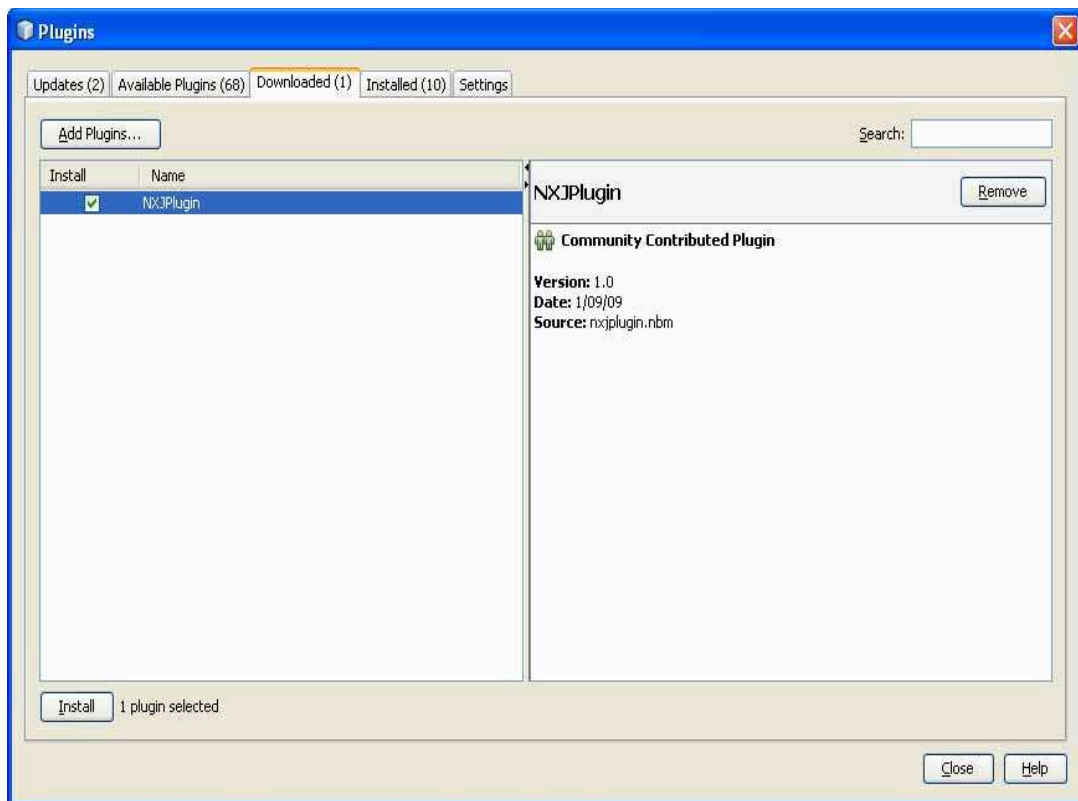 Plugins
Updates (2) Available Plugins (68) Downloaded (1) Installed (10) Settings
Add Plugins... Search:
Install Name
NXJPlugin
NXJPlugin Remove
Community Contributed Plugin
Version: 1.0
Date: 1/09/09
Source: nxjplugin.nbm
Install 1 plugin selected
Close Help